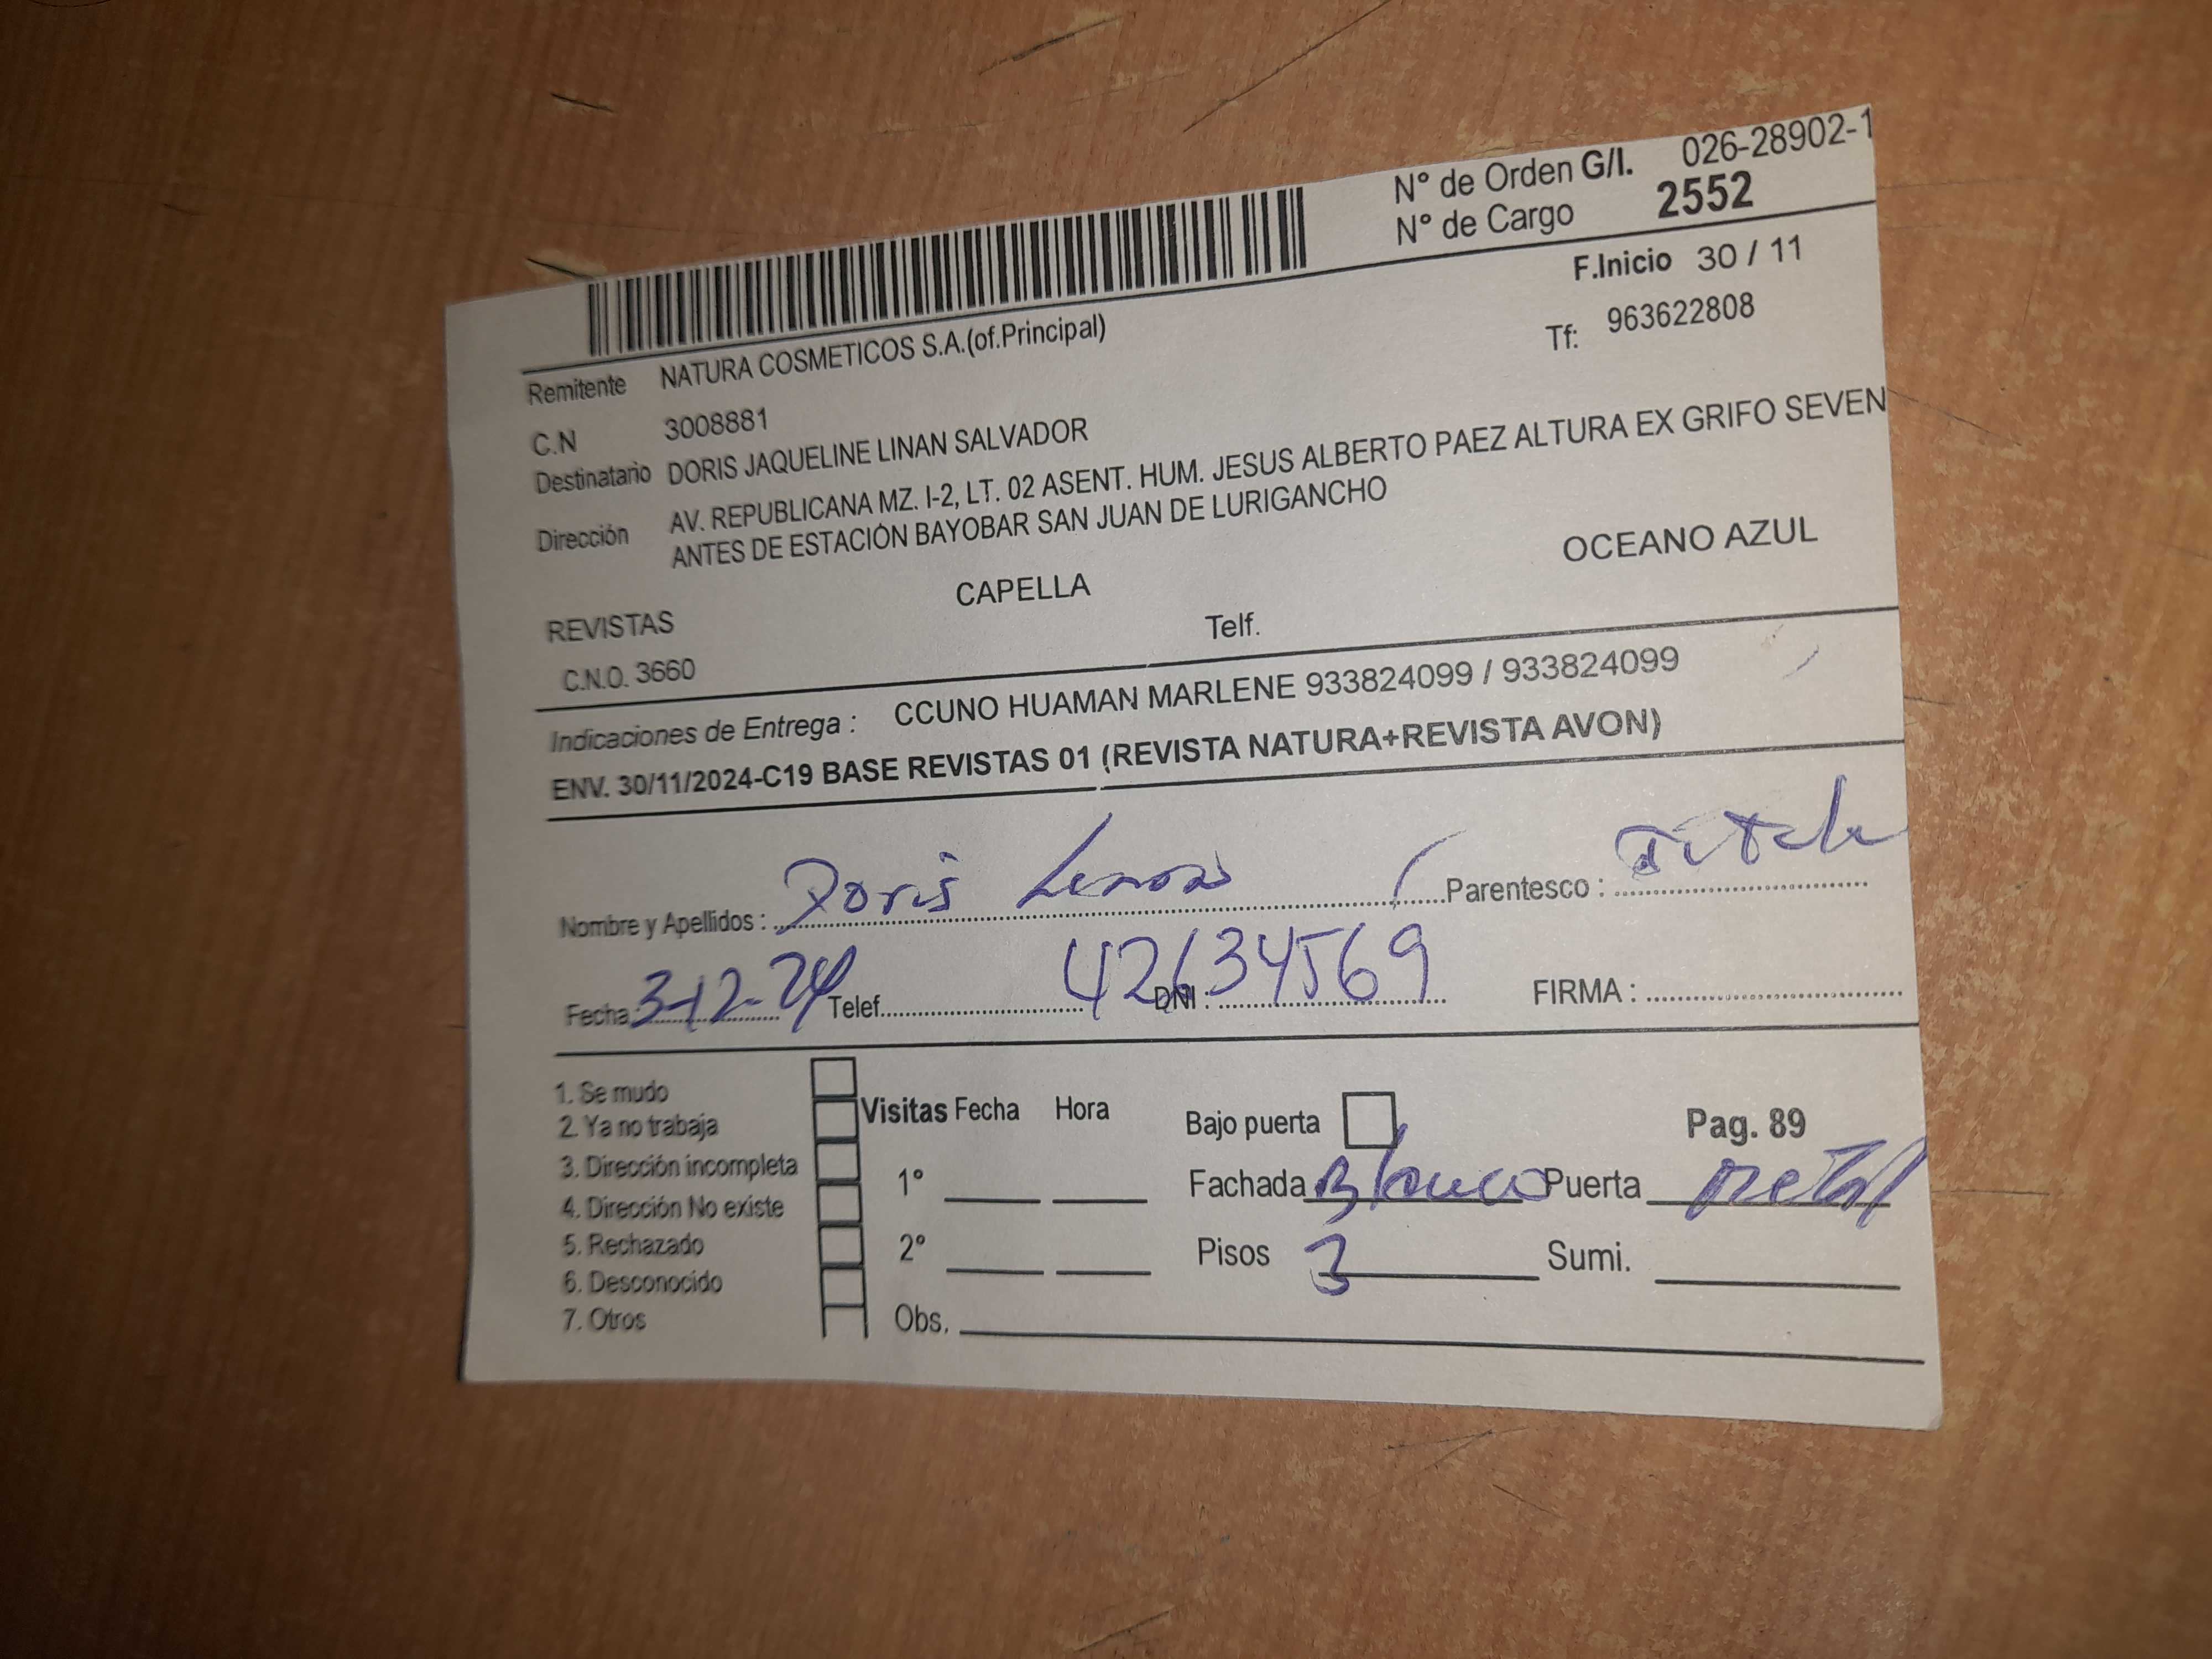 N° de Orden G/I. 026-28902-1
N° de Cargo 2552
F.Inicio 30 / 11
Tf: 963622808
Remitente NATURA COSMETICOS S.A.(of.Principal)
C.N 3008881
Destinatario DORIS JAQUELINE LINAN SALVADOR
Dirección AV. REPUBLICANA MZ. I-2, LT. 02 ASENT. HUM. JESUS ALBERTO PAEZ ALTURA EX GRIFO SEVEN
ANTES DE ESTACIÓN BAYOBAR SAN JUAN DE LURIGANCHO
REVISTAS CAPELLA OCEANO AZUL
C.N.O. 3660 Telf.
Indicaciones de Entrega : CCUNO HUAMAN MARLENE 933824099 / 933824099
ENV. 30/11/2024-C19 BASE REVISTAS 01 (REVISTA NATURA+REVISTA AVON)
Nombre y Apellidos : Doris Parentesco :
Fecha: 3-12-24 Telef. DNI : 42634569 FIRMA :
1. Se mudo
2. Ya no trabaja
3. Dirección incompleta
4. Dirección No existe
5. Rechazado
6. Desconocido
7. Otros
Visitas Fecha Hora
1°
2°
Obs.
Bajo puerta Pag. 89
Fachada Blanco Puerta metal
Pisos 3 Sumi.